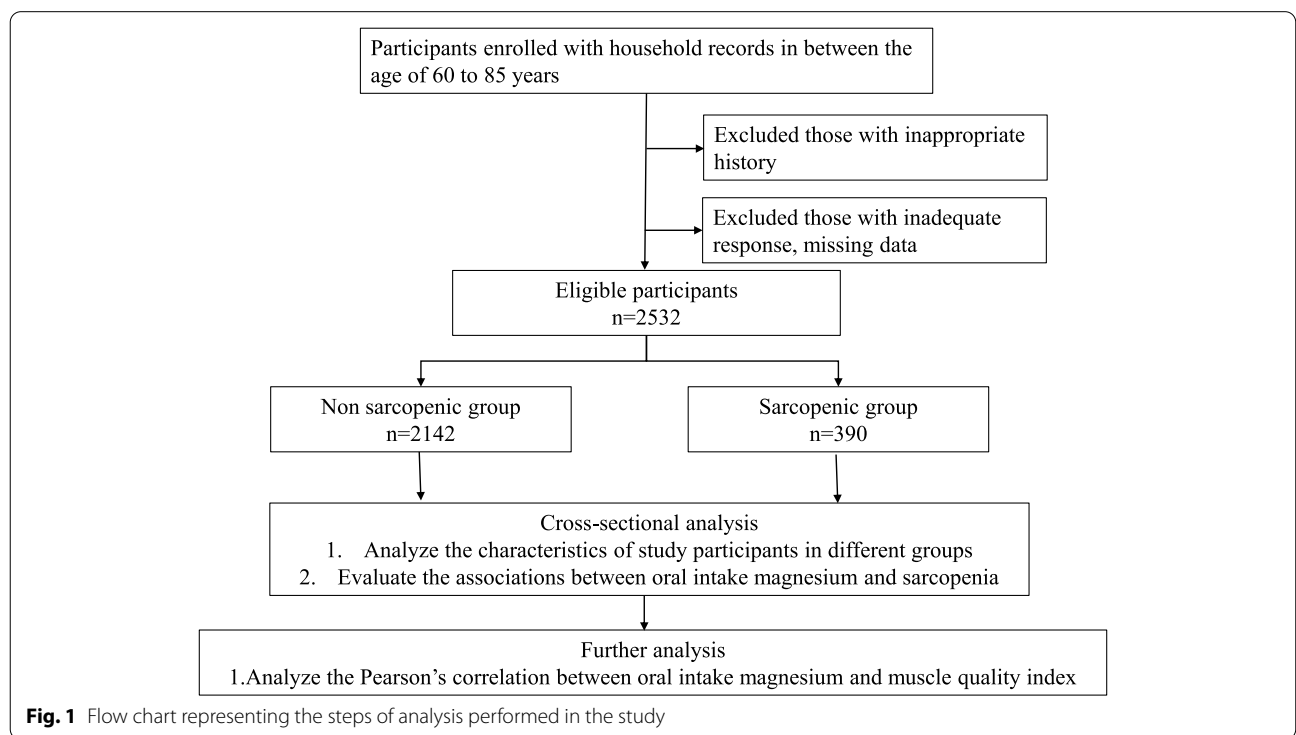 Participants enrolled with household records in between the
age of 60 to 85 years
Excluded those with inappropriate
history
Excluded those with inadequate
response, missing data
Eligible participants
n=2532
Non sarcopenic group
n=2142
Sarcopenic group
n=390
Cross-sectional analysis
1. Analyze the characteristics of study participants in different groups
2. Evaluate the associations between oral intake magnesium and sarcopenia
Further analysis
1.Analyze the Pearson’s correlation between oral intake magnesium and muscle quality index
Fig. 1 Flow chart representing the steps of analysis performed in the study